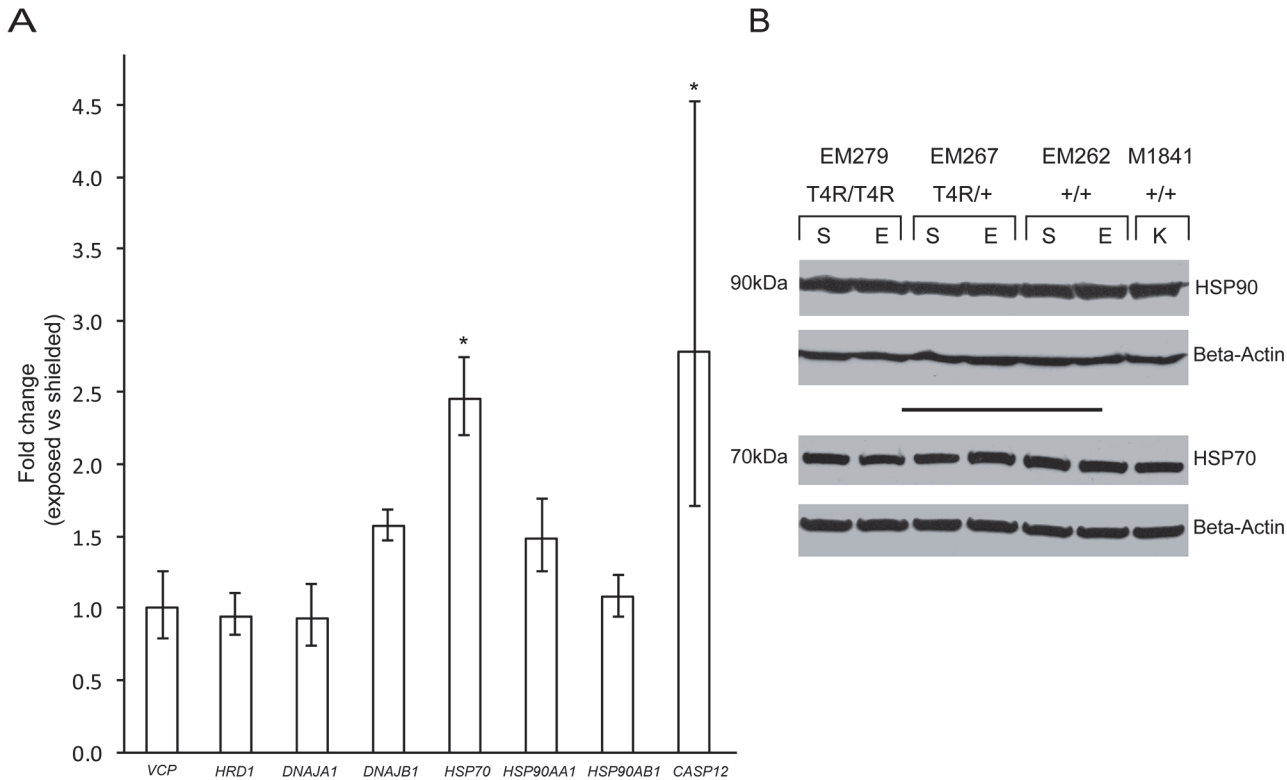 A
B
4.5
4.0
3.5
3.0
2.5
2.0
1.5
1.0
0.5
0.0
Fold change
(exposed vs shielded)
*
*
VCP HRD1 DNAJA1 DNAJB1 HSP70 HSP90AA1 HSP90AB1 CASP12
EM279 EM267 EM262 M1841
T4R/T4R T4R/+ +/+ +/+
S E S E S E K
90kDa HSP90
Beta-Actin
70kDa HSP70
Beta-Actin